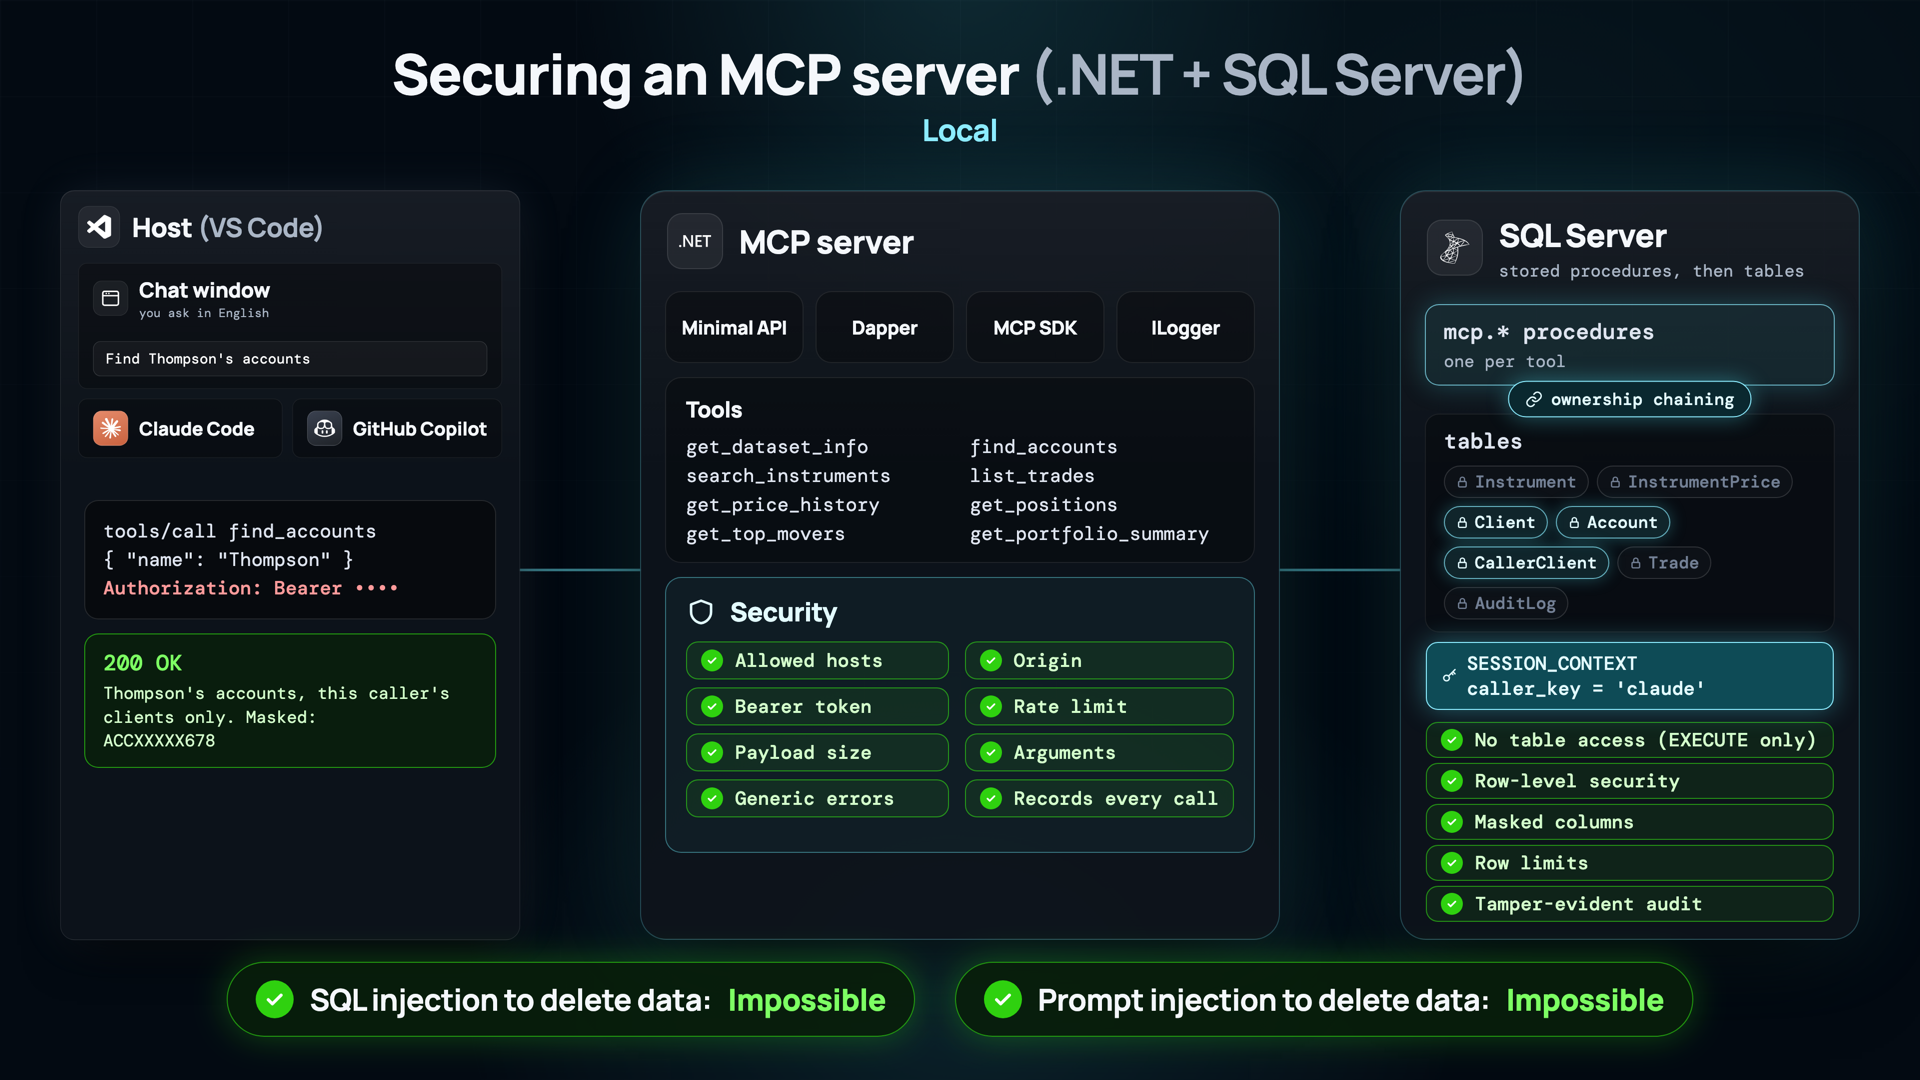 Securing an MCP server (.NET + SQL Server)
Local
Host (VS Code)
Chat window
you ask in English
Find Thompson's accounts
Claude Code
GitHub Copilot
tools/call find_accounts
{ "name": "Thompson" }
Authorization: Bearer ••••
200 OK
Thompson's accounts, this caller's
clients only. Masked:
ACCXXXXX678
.NET
MCP server
Minimal API
Dapper
MCP SDK
ILogger
Tools
get_dataset_info
find_accounts
search_instruments
list_trades
get_price_history
get_positions
get_top_movers
get_portfolio_summary
Security
Allowed hosts
Origin
Bearer token
Rate limit
Payload size
Arguments
Generic errors
Records every call
SQL Server
stored procedures, then tables
mcp.* procedures
one per tool
ownership chaining
tables
Instrument
InstrumentPrice
Client
Account
CallerClient
Trade
AuditLog
SESSION_CONTEXT
caller_key = 'claude'
No table access (EXECUTE only)
Row-level security
Masked columns
Row limits
Tamper-evident audit
SQL injection to delete data: Impossible
Prompt injection to delete data: Impossible